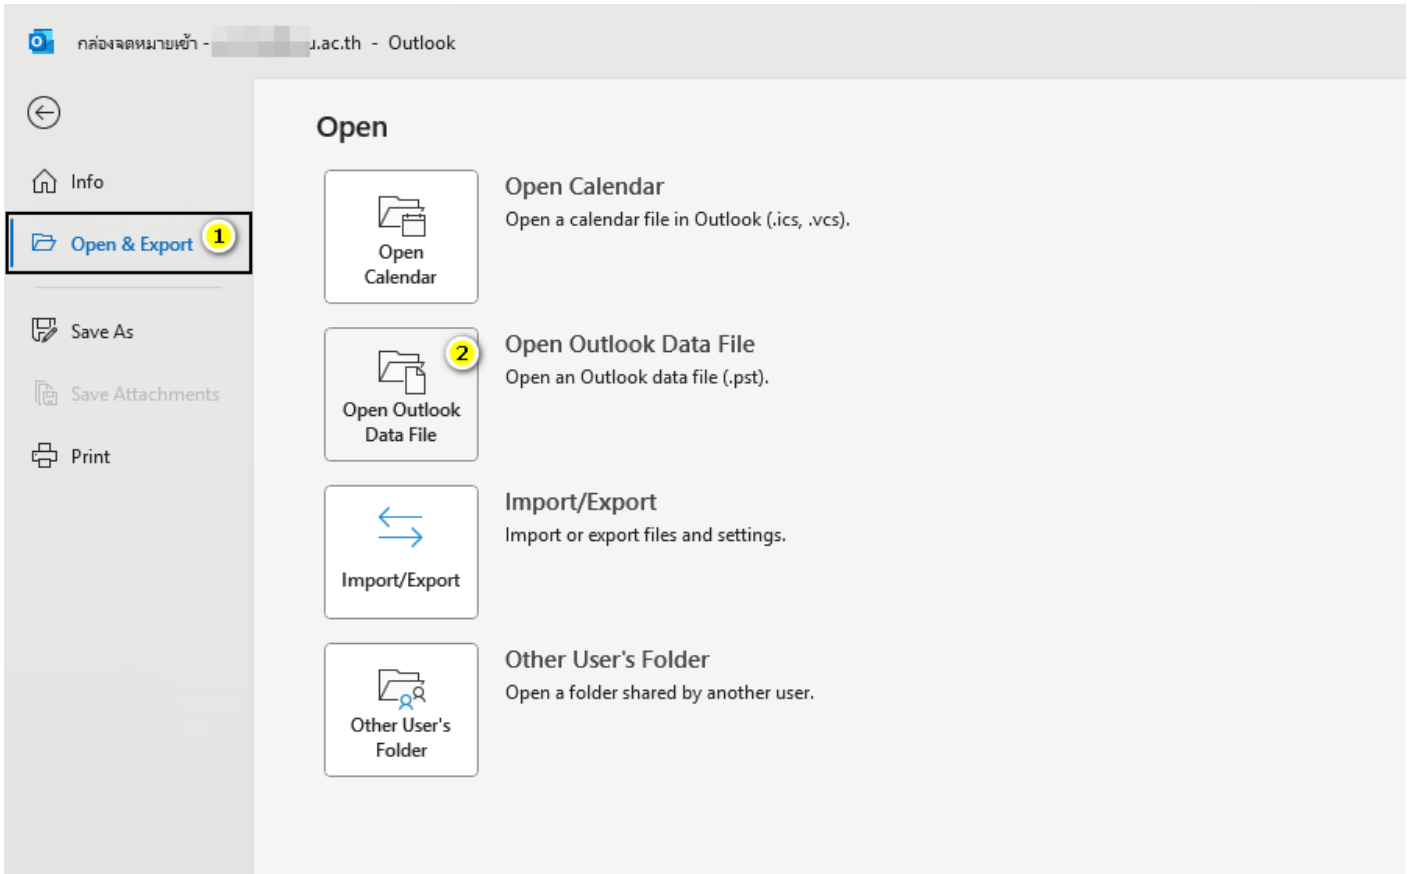 กล่องจดหมายเข้า - u.ac.th - Outlook
Info
Open & Export 1
Save As
Save Attachments
Print
Open
Open
Calendar
Open Calendar
Open a calendar file in Outlook (.ics, .vcs).
2
Open Outlook
Data File
Open Outlook Data File
Open an Outlook data file (.pst).
Import/Export
Import/Export
Import or export files and settings.
Other User's
Folder
Other User's Folder
Open a folder shared by another user.